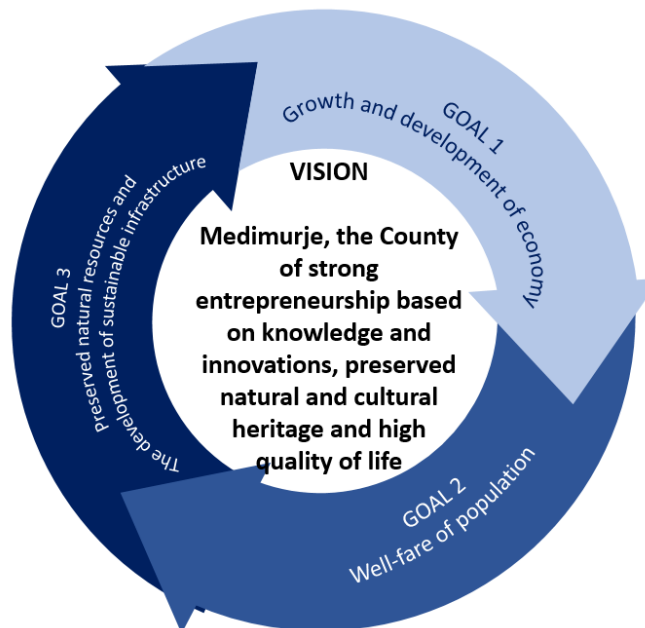 VISION
Medimurje, the County
of strong
entrepreneurship based
on knowledge and
innovations, preserved
natural and cultural
heritage and high
quality of life
GOAL 1
Growth and development of economy
GOAL 2
Well-fare of population
GOAL 3
Preserved natural resources and
The development of sustainable infrastructure